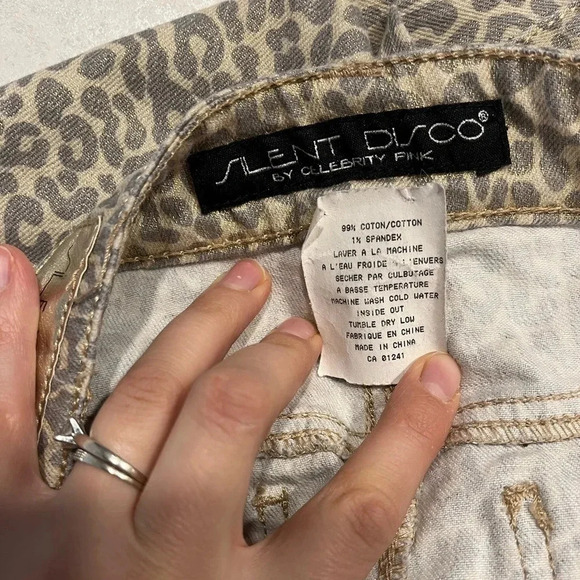 SILENT DISCO®
BY CELEBRITY PINK
99% COTON/COTTON
1% SPANDEX
LAVER A LA MACHINE
A L'EAU FROIDE A L'ENVERS
SECHER PAR CULBUTAGE
A BASSE TEMPERATURE
MACHINE WASH COLD WATER
INSIDE OUT
TUMBLE DRY LOW
FABRIQUE EN CHINE
MADE IN CHINA
CA 01241